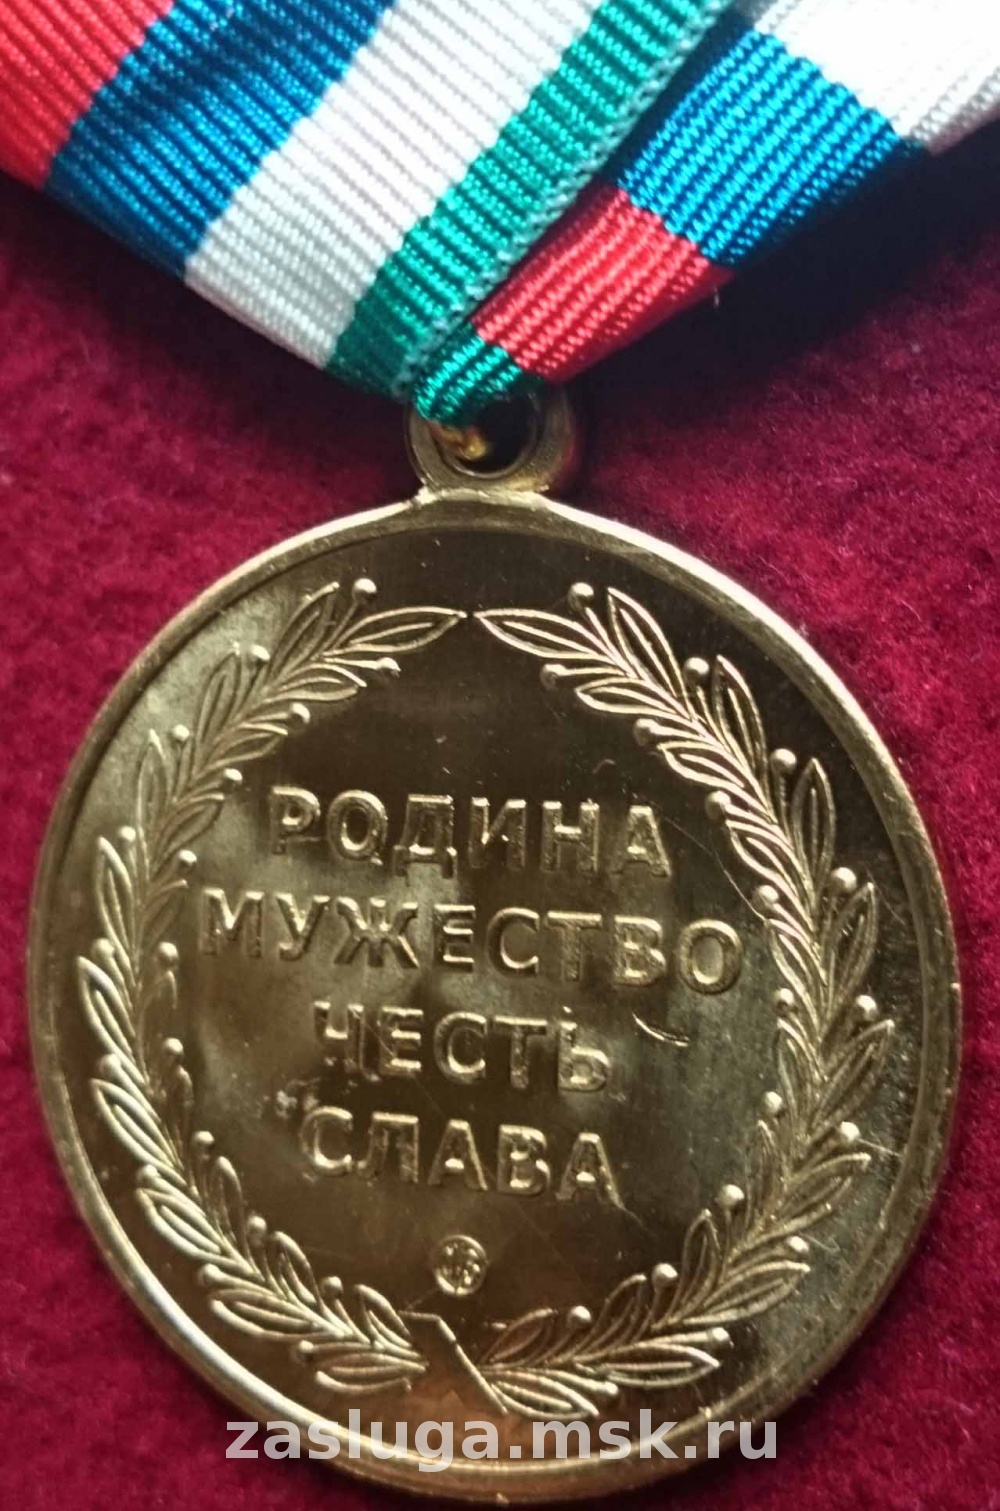 РОДИНА
МУЖЕСТВО
ЧЕСТЬ
СЛАВА
zasluga.msk.ru